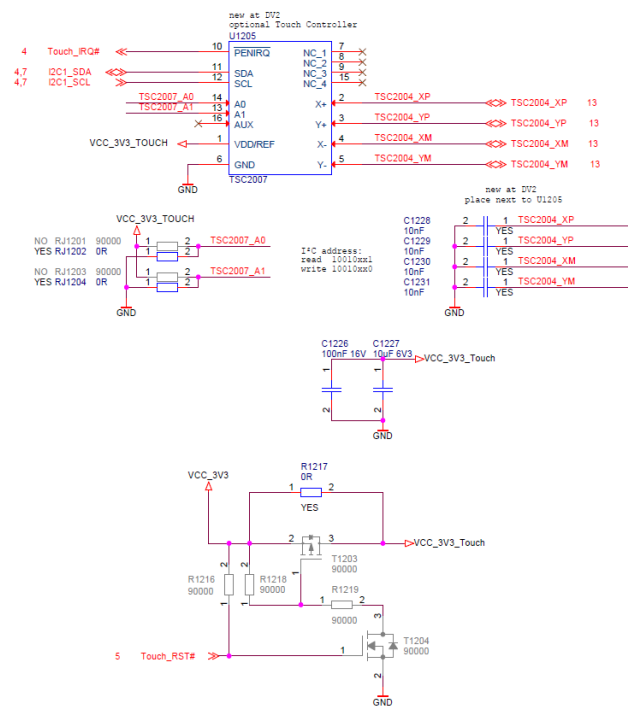 new at DV2
optional Touch Controller
U1205
4 Touch_IRQ# 10 PENIRQ NC_1 7
NC_2 8
4,7 I2C1_SDA 11 SDA NC_3 9
4,7 I2C1_SCL 12 SCL NC_4 15
TSC2007_A0 14 A0 X+ 2 TSC2004_XP TSC2004_XP 13
TSC2007_A1 13 A1
16 AUX Y+ 3 TSC2004_YP TSC2004_YP 13
VCC_3V3_TOUCH 1 VDD/REF X- 4 TSC2004_XM TSC2004_XM 13
6 GND Y- 5 TSC2004_YM TSC2004_YM 13
GND
TSC2007
new at DV2
place next to U1205
VCC_3V3_TOUCH
NO RJ1201 90000 1 2 TSC2007_A0
YES RJ1202 0R 1 2
NO RJ1203 90000 1 2 TSC2007_A1
YES RJ1204 0R 1 2
GND
I²C address:
read 10010xx1
write 10010xx0
C1228 2 1 TSC2004_XP
10nF YES
C1229 2 1 TSC2004_YP
10nF YES
C1230 2 1 TSC2004_XM
10nF YES
C1231 2 1 TSC2004_YM
10nF YES
GND
C1226 C1227
100nF 16V 10µF 6V3 VCC_3V3_Touch
1 1
2 2
GND
R1217
VCC_3V3 0R
1 2
YES
2 3 VCC_3V3_Touch
T1203
90000
2 2 1
R1216 R1218 R1219
90000 90000 1 2
1 1 90000
3
T1204
90000
5 Touch_RST# 1
2
GND